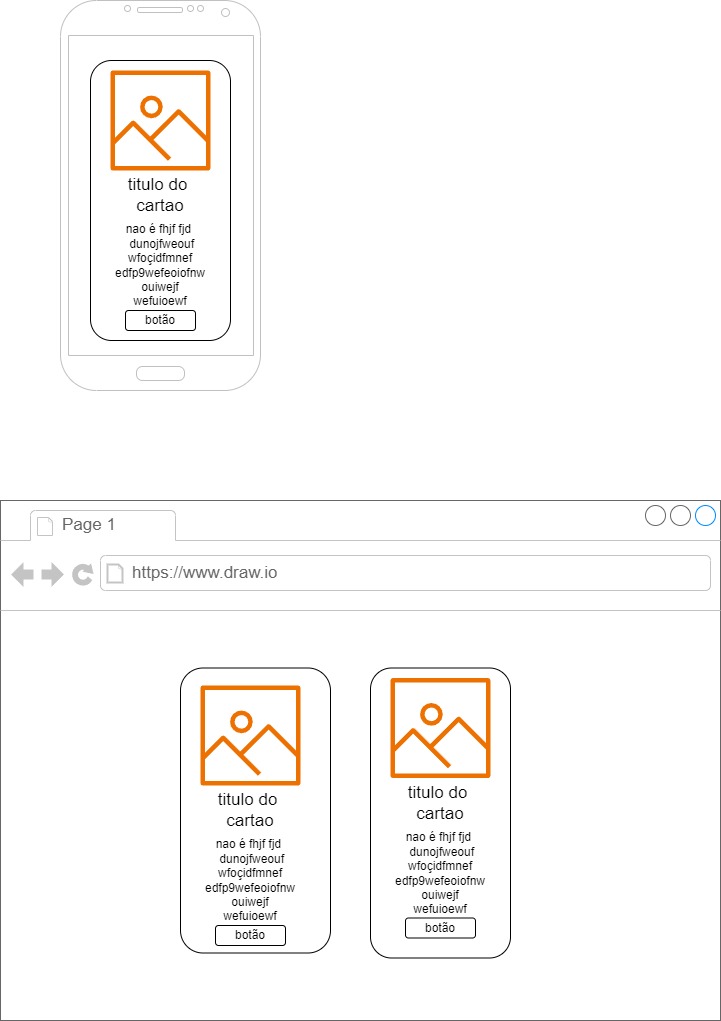 titulo do
cartao
nao é fhjf fjd
dunojfweouf
wfoçidfmnef
edfp9wefeoiofnw
ouiwejf
wefuioewf
botão
Page 1
https://www.draw.io
titulo do
cartao
nao é fhjf fjd
dunojfweouf
wfoçidfmnef
edfp9wefeoiofnw
ouiwejf
wefuioewf
botão
titulo do
cartao
nao é fhjf fjd
dunojfweouf
wfoçidfmnef
edfp9wefeoiofnw
ouiwejf
wefuioewf
botão